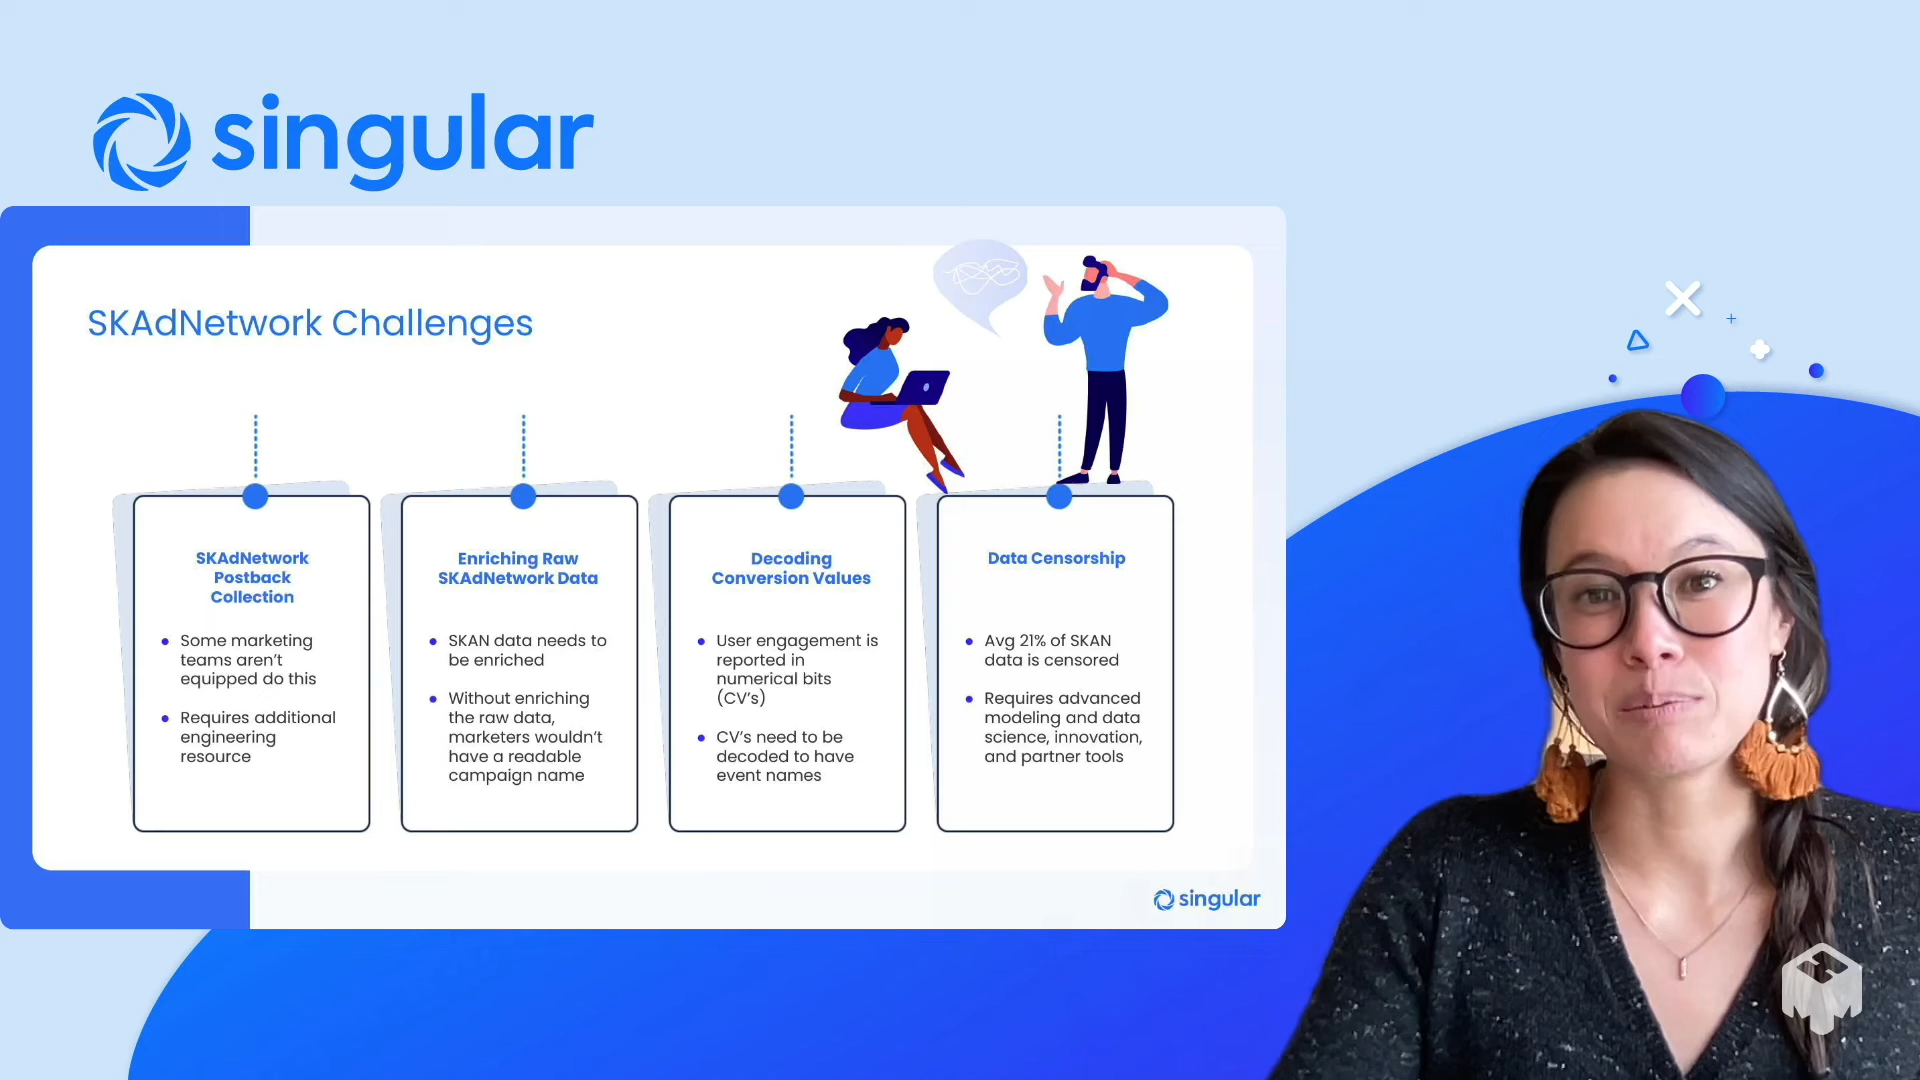 singular
SKAdNetwork Challenges
SKAdNetwork
Postback
Collection
• Some marketing
teams aren't
equipped do this
• Requires additional
engineering
resource
Enriching Raw
SKAdNetwork Data
• SKAN data needs to
be enriched
• Without enriching
the raw data,
marketers wouldn't
have a readable
campaign name
Decoding
Conversion Values
• User engagement is
reported in
numerical bits
(CV's)
• CV's need to be
decoded to have
event names
Data Censorship
• Avg 21% of SKAN
data is censored
• Requires advanced
modeling and data
science, innovation,
and partner tools
singular